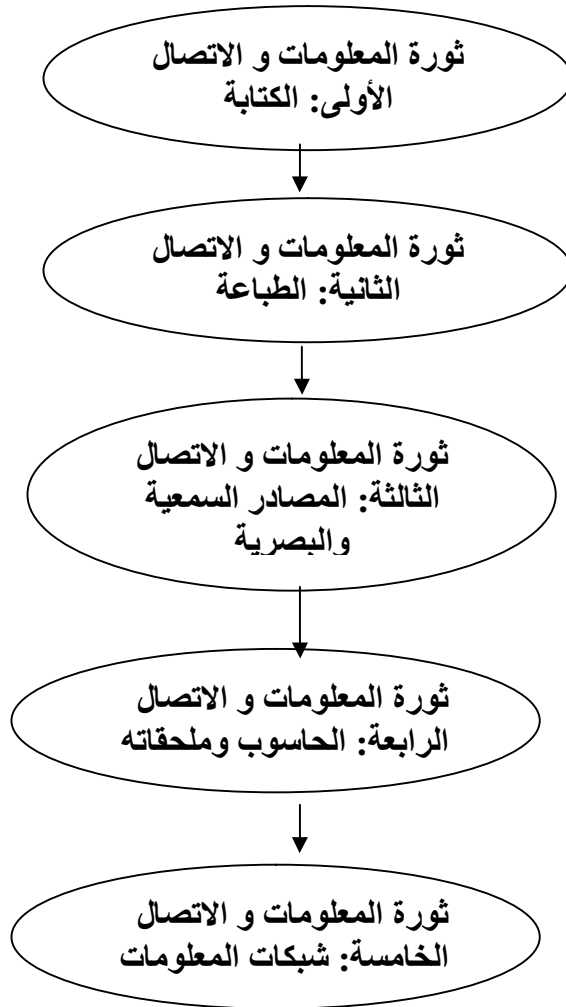 ثورة المعلومات و الاتصال
الأولى: الكتابة
ثورة المعلومات و الاتصال
الثانية: الطباعة
ثورة المعلومات و الاتصال
الثالثة: المصادر السمعية
والبصرية
ثورة المعلومات و الاتصال
الرابعة: الحاسوب وملحقاته
ثورة المعلومات و الاتصال
الخامسة: شبكات المعلومات